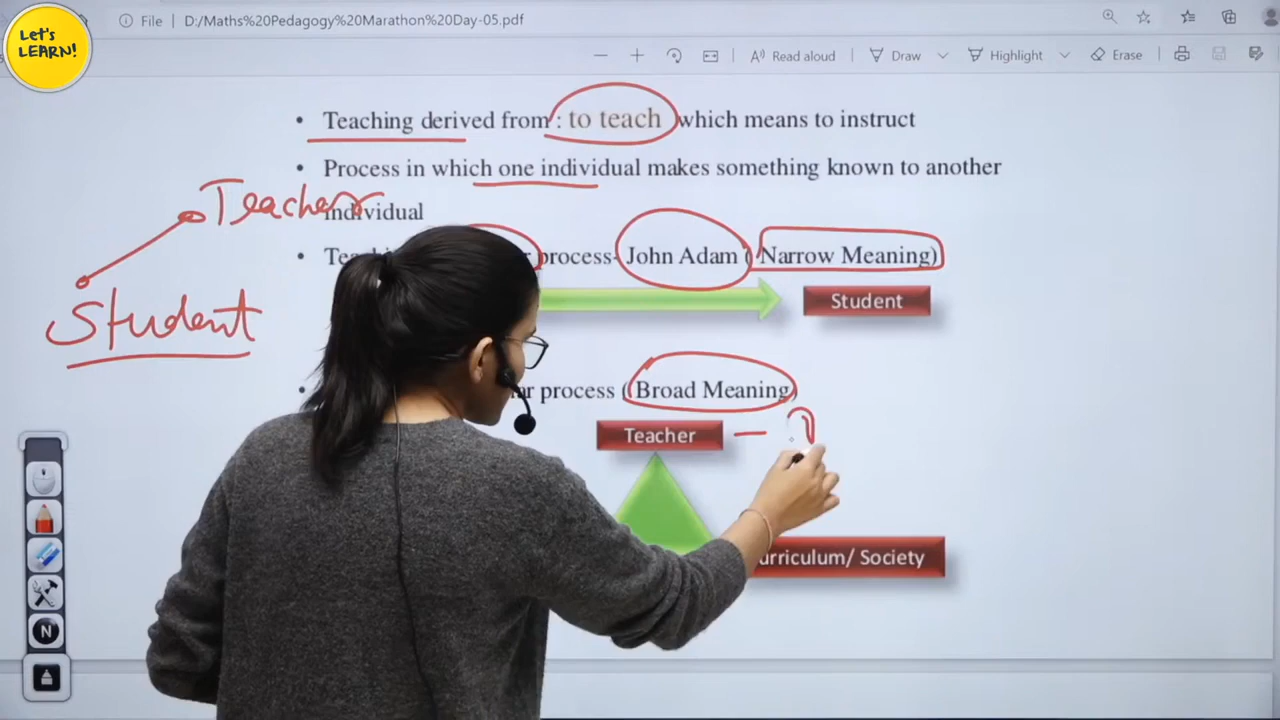 Let's
LEARN!
File D:/Maths%20Pedagogy%20Marathon%20Day-05.pdf
Read aloud Draw Highlight Erase
• Teaching derived from : to teach which means to instruct
• Process in which one individual makes something known to another
individual
Teacher
• process- John Adam ( Narrow Meaning)
Student
Student
• process ( Broad Meaning)
Teacher –
Curriculum/ Society
N